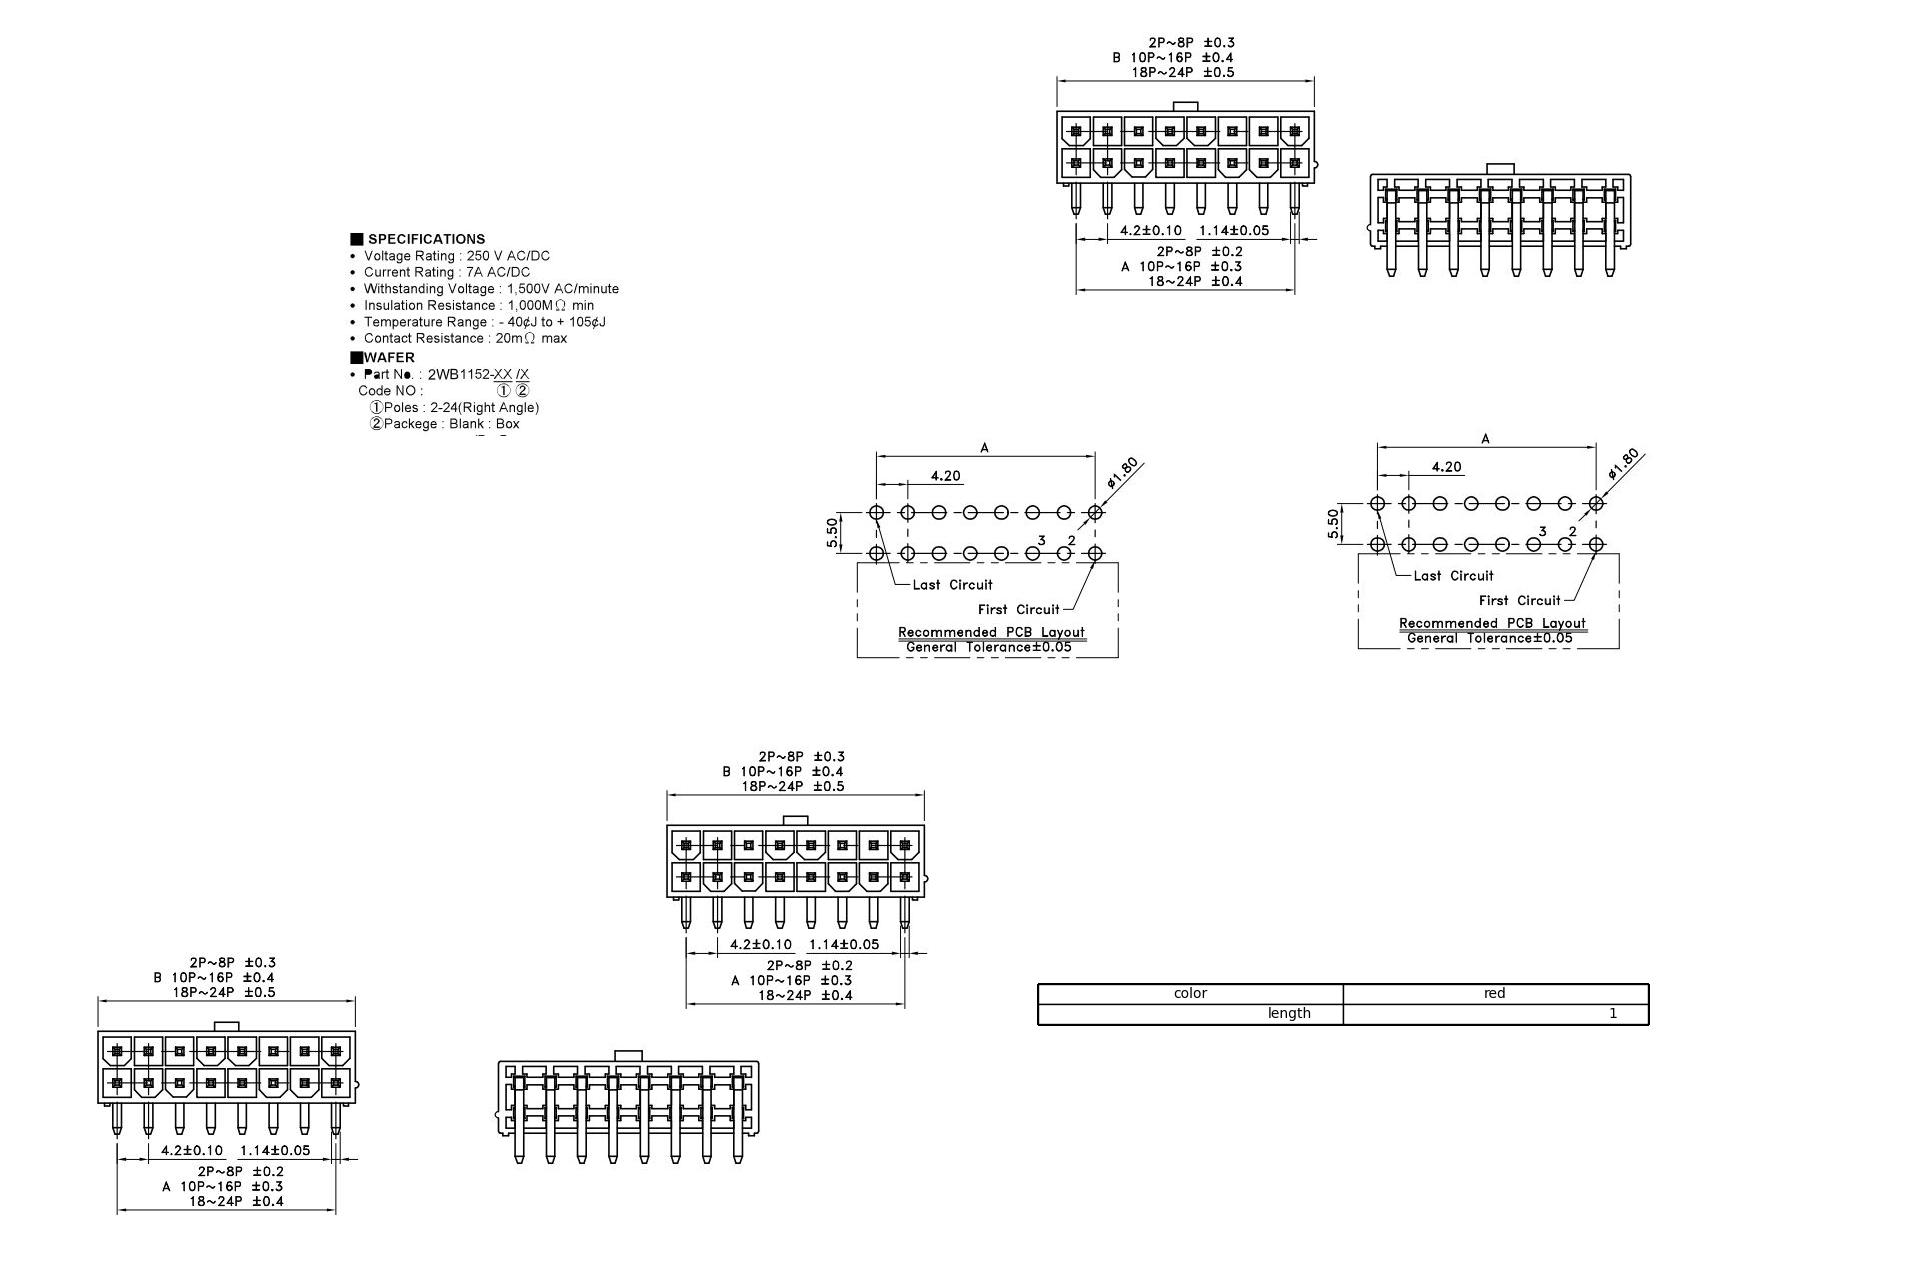 2P~8P ±0.3
B 10P~16P ±0.4
18P~24P ±0.5
4.2±0.10 1.14±0.05
2P~8P ±0.2
A 10P~16P ±0.3
18~24P ±0.4
■ SPECIFICATIONS
• Voltage Rating : 250 V AC/DC
• Current Rating : 7A AC/DC
• Withstanding Voltage : 1,500V AC/minute
• Insulation Resistance : 1,000MΩ min
• Temperature Range : - 40¢J to + 105¢J
• Contact Resistance : 20mΩ max
■WAFER
• Part No. : 2WB1152-XX /X
Code NO : ① ②
①Poles : 2-24(Right Angle)
②Packege : Blank : Box
A
4.20
ø1.80
5.50
3 2
Last Circuit
First Circuit
Recommended PCB Layout
General Tolerance±0.05
A
4.20
ø1.80
5.50
3 2
Last Circuit
First Circuit
Recommended PCB Layout
General Tolerance±0.05
2P~8P ±0.3
B 10P~16P ±0.4
18P~24P ±0.5
4.2±0.10 1.14±0.05
2P~8P ±0.2
A 10P~16P ±0.3
18~24P ±0.4
2P~8P ±0.3
B 10P~16P ±0.4
18P~24P ±0.5
4.2±0.10 1.14±0.05
2P~8P ±0.2
A 10P~16P ±0.3
18~24P ±0.4
color red
length 1